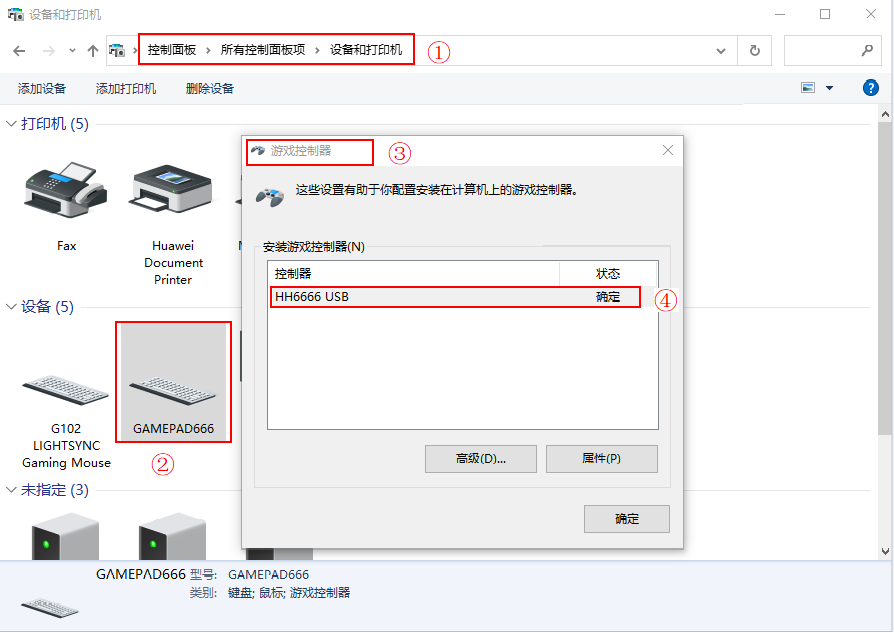 设备和打印机
控制面板 › 所有控制面板项 › 设备和打印机
①
添加设备 添加打印机 删除设备
打印机 (5)
游戏控制器
③
这些设置有助于你配置安装在计算机上的游戏控制器。
Fax
Huawei
Document
Printer
安装游戏控制器(N)
控制器 状态
HH6666 USB 确定
④
设备 (5)
G102
LIGHTSYNC
Gaming Mouse
GAMEPAD666
②
高级(D)... 属性(P)
未指定 (3)
确定
GAMEPAD666 型号: GAMEPAD666
类别: 键盘; 鼠标; 游戏控制器